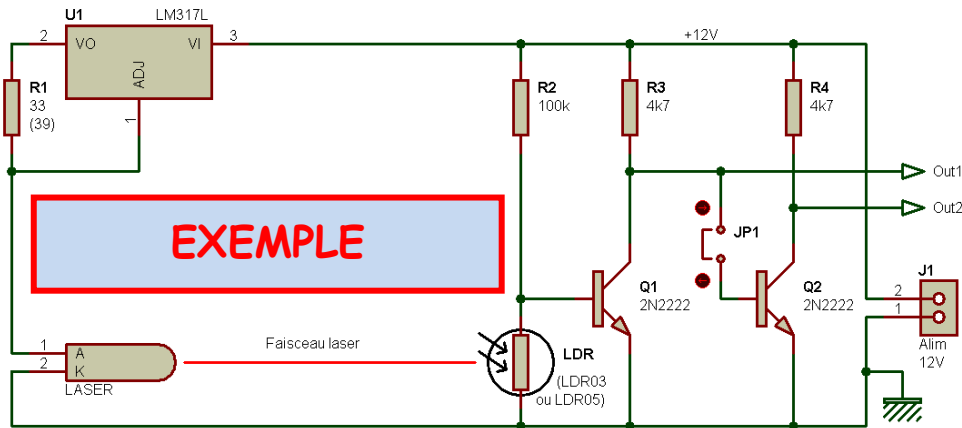 U1
LM317L
2
VO
VI
3
ADJ
1
+12V
R1
33
(39)
R2
100k
R3
4k7
R4
4k7
Out1
Out2
EXEMPLE
JP1
Q1
2N2222
Q2
2N2222
J1
2
1
Alim
12V
1
A
2
K
LASER
Faisceau laser
LDR
(LDR03
ou LDR05)